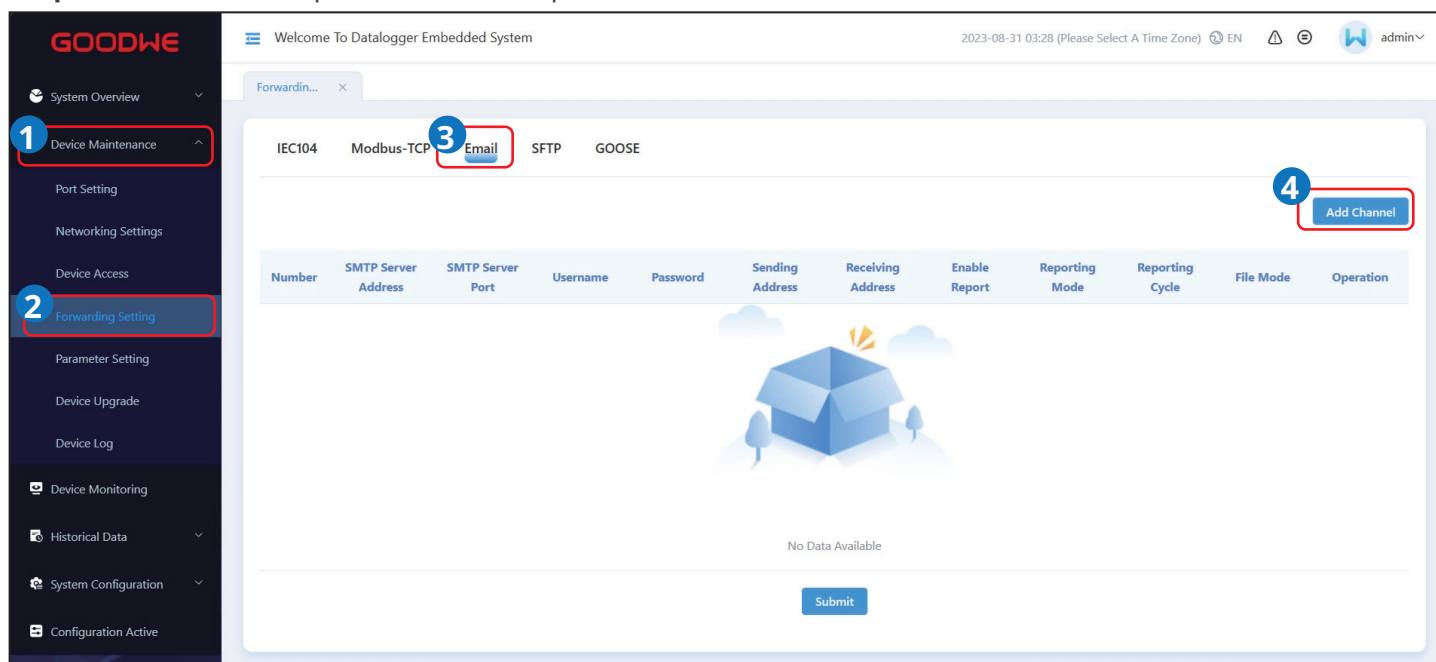 GOODWE
Welcome To Datalogger Embedded System
2023-08-31 03:28 (Please Select A Time Zone) EN
admin
Forwardin... ×
System Overview
1 Device Maintenance
Port Setting
Networking Settings
Device Access
2 Forwarding Setting
Parameter Setting
Device Upgrade
Device Log
Device Monitoring
Historical Data
System Configuration
Configuration Active
IEC104 Modbus-TCP 3 Email SFTP GOOSE
4 Add Channel
Number SMTP Server Address SMTP Server Port Username Password Sending Address Receiving Address Enable Report Reporting Mode Reporting Cycle File Mode Operation
No Data Available
Submit